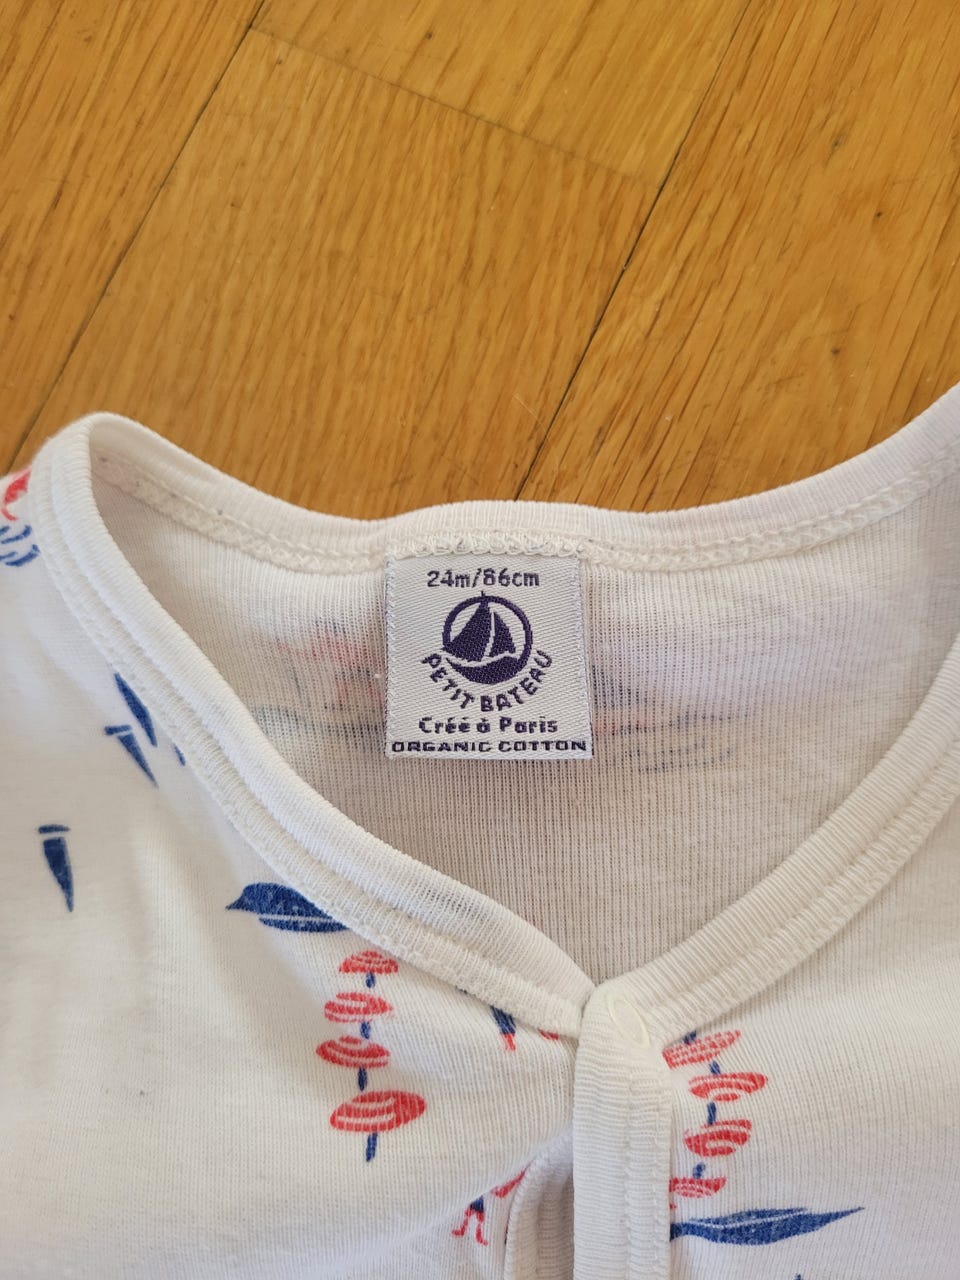 24m/86cm
PETIT BATEAU
Créé à Paris
ORGANIC COTTON